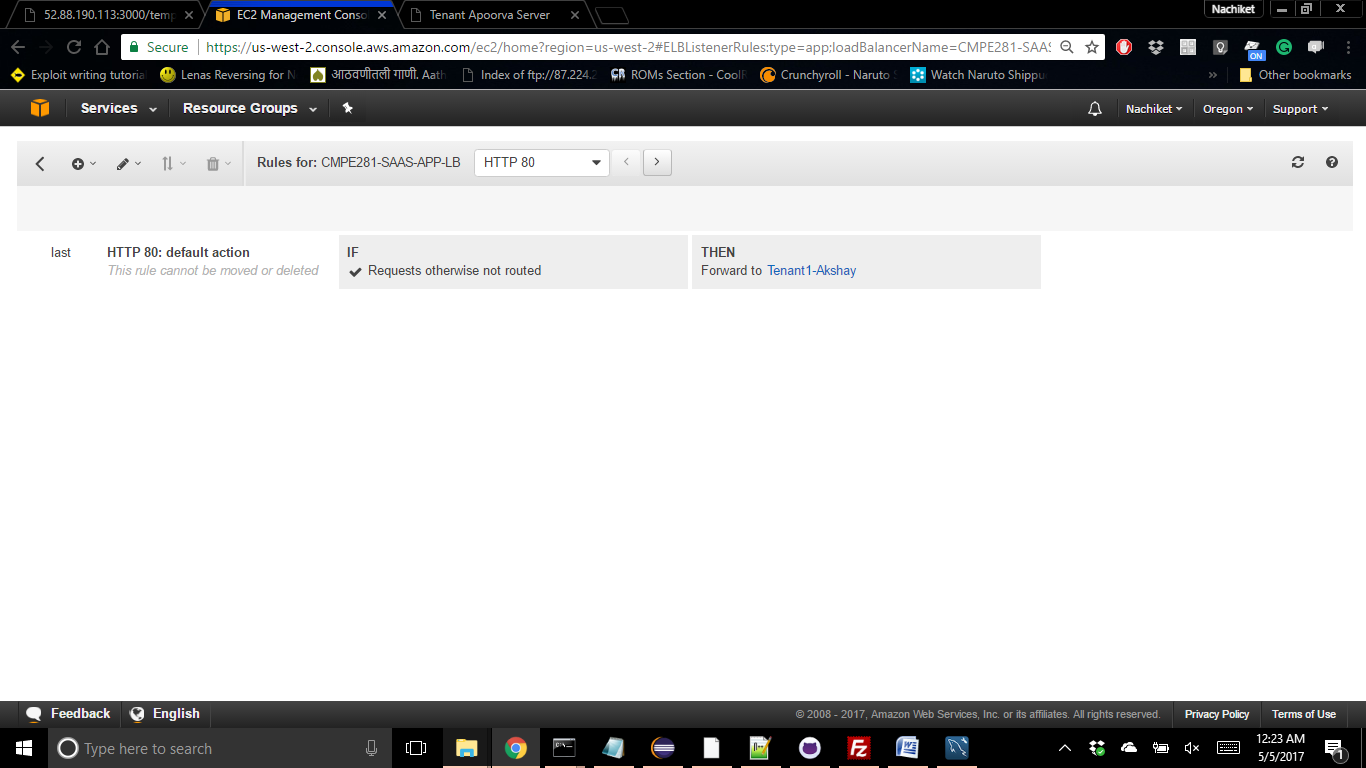 52.88.190.113:3000/temp
EC2 Management Conso
Tenant Apoorva Server
Nachiket
Secure
https://us-west-2.console.aws.amazon.com/ec2/home?region=us-west-2#ELBListenerRules:type=app;loadBalancerName=CMPE281-SAAS
ON
Exploit writing tutorial
Lenas Reversing for N
आठवणीतली गाणी. Aath
Index of ftp://87.224.2
ROMs Section - CoolR
Crunchyroll - Naruto S
Watch Naruto Shippu
Other bookmarks
Services
Resource Groups
Nachiket
Oregon
Support
Rules for: CMPE281-SAAS-APP-LB
HTTP 80
last
HTTP 80: default action
This rule cannot be moved or deleted
IF
Requests otherwise not routed
THEN
Forward to Tenant1-Akshay
Feedback
English
© 2008 - 2017, Amazon Web Services, Inc. or its affiliates. All rights reserved.
Privacy Policy
Terms of Use
Type here to search
12:23 AM
5/5/2017
1